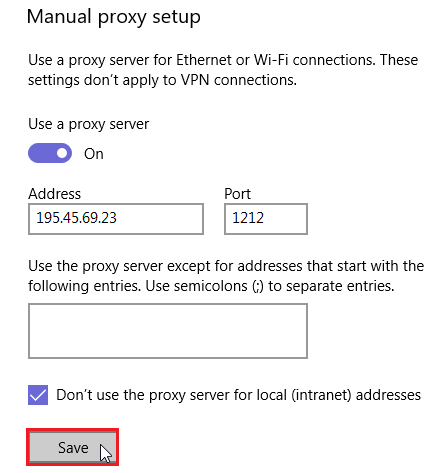 Manual proxy setup
Use a proxy server for Ethernet or Wi-Fi connections. These
settings don't apply to VPN connections.
Use a proxy server
On
Address Port
195.45.69.23 1212
Use the proxy server except for addresses that start with the
following entries. Use semicolons (;) to separate entries.
Don't use the proxy server for local (intranet) addresses
Save